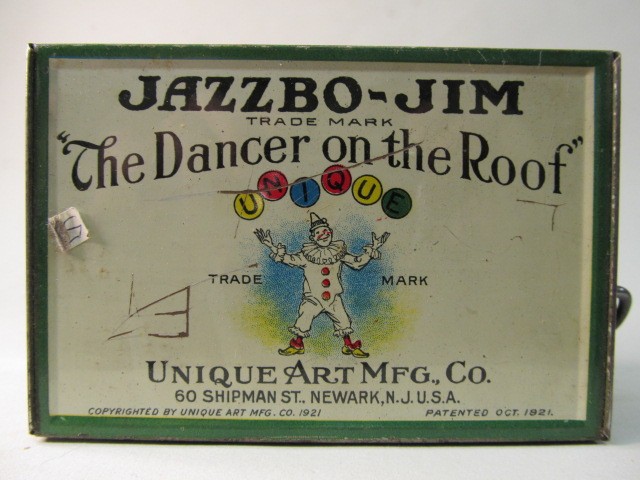 JAZZBO-JIM
TRADE MARK
"The Dancer on the Roof"
UNIQUE
TRADE MARK
UNIQUE ART MFG., CO.
60 SHIPMAN ST., NEWARK, N.J. U.S.A.
COPYRIGHTED BY UNIQUE ART MFG. CO. 1921 PATENTED OCT. 1921.